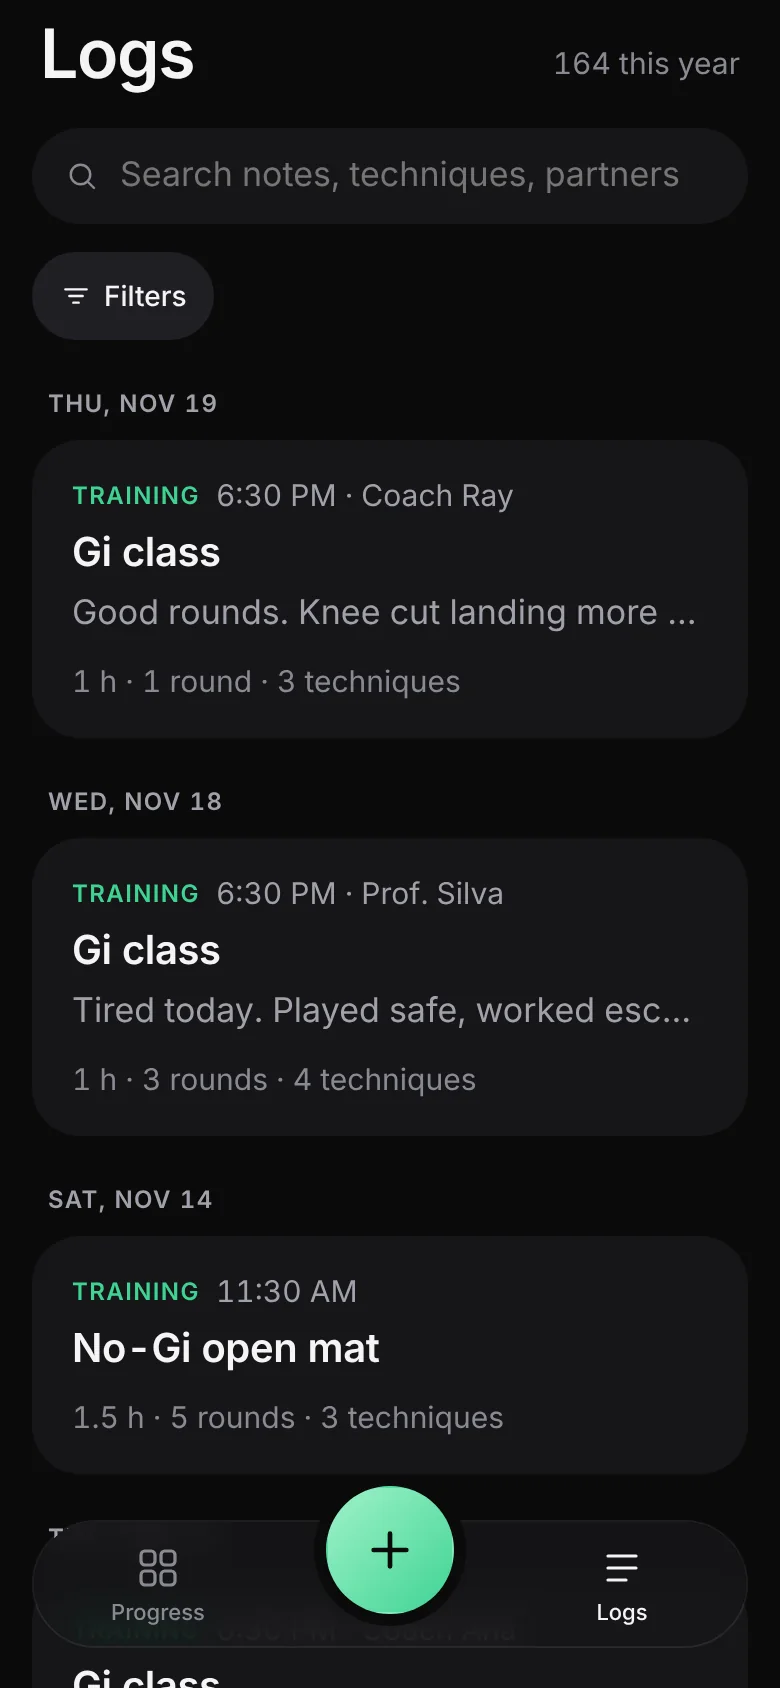 Logs
164 this year
Search notes, techniques, partners
Filters
THU, NOV 19
TRAINING 6:30 PM · Coach Ray
Gi class
Good rounds. Knee cut landing more ...
1 h · 1 round · 3 techniques
WED, NOV 18
TRAINING 6:30 PM · Prof. Silva
Gi class
Tired today. Played safe, worked esc...
1 h · 3 rounds · 4 techniques
SAT, NOV 14
TRAINING 11:30 AM
No-Gi open mat
1.5 h · 5 rounds · 3 techniques
Progress
Logs
Gi class